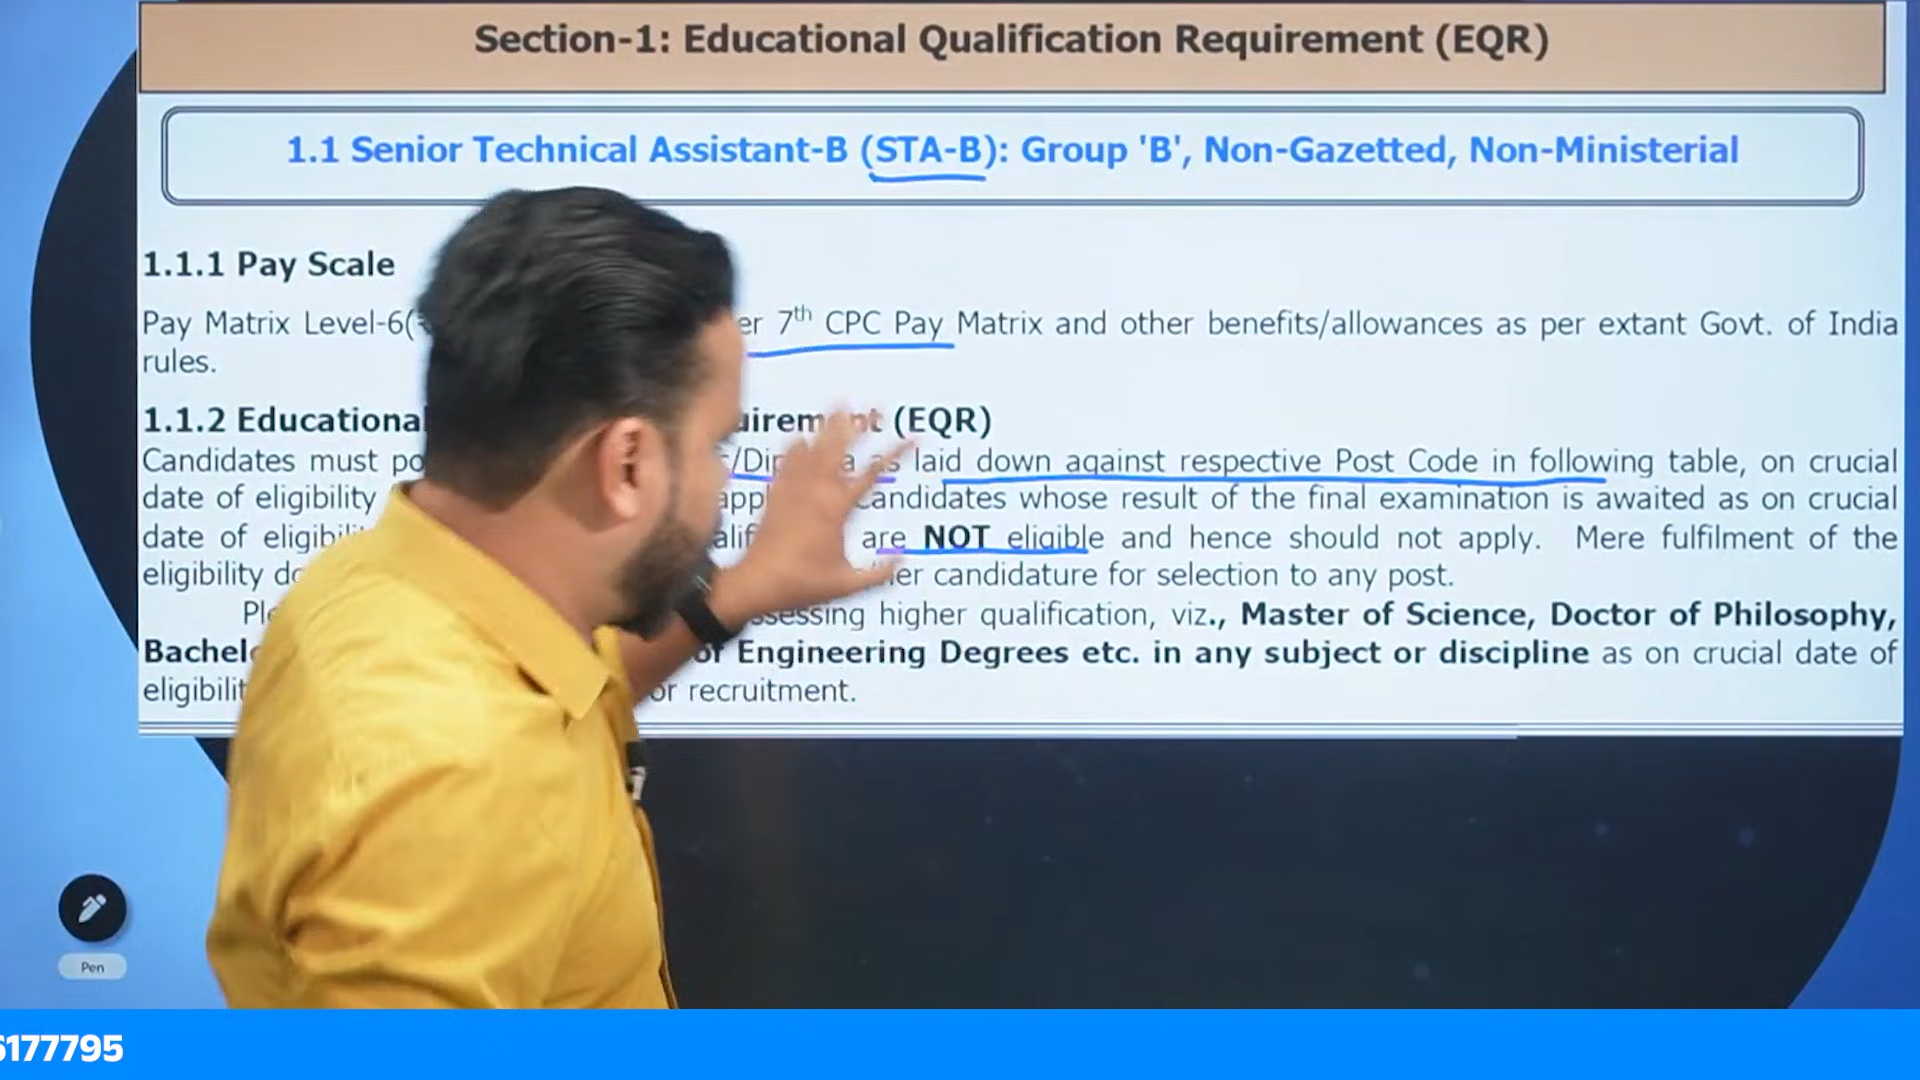 Section-1: Educational Qualification Requirement (EQR)
1.1 Senior Technical Assistant-B (STA-B): Group 'B', Non-Gazetted, Non-Ministerial
1.1.1 Pay Scale
Pay Matrix Level-6( 7th CPC Pay Matrix and other benefits/allowances as per extant Govt. of India
rules.
1.1.2 Educational (EQR)
Candidates must as laid down against respective Post Code in following table, on crucial
date of eligibility candidates whose result of the final examination is awaited as on crucial
date of are NOT eligible and hence should not apply. Mere fulfilment of the
eligibility candidature for selection to any post.
higher qualification, viz., Master of Science, Doctor of Philosophy,
of Engineering Degrees etc. in any subject or discipline as on crucial date of
recruitment.
Pen
6177795